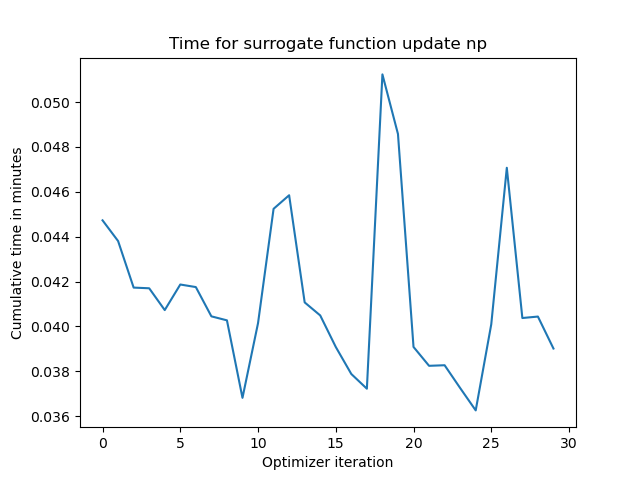 Time for surrogate function update np
Cumulative time in minutes
0.050
0.048
0.046
0.044
0.042
0.040
0.038
0.036
0 5 10 15 20 25 30
Optimizer iteration